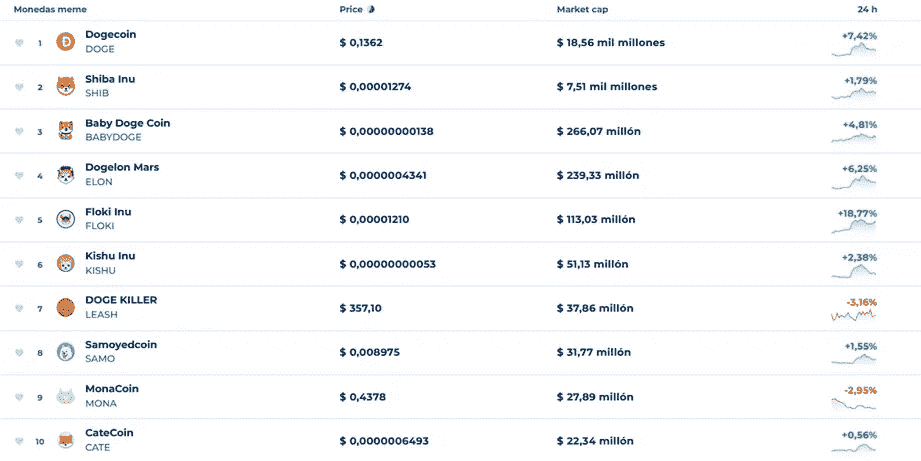 Monedas meme Price Market cap 24 h
1 Dogecoin DOGE $ 0,1362 $ 18,56 mil millones +7,42%
2 Shiba Inu SHIB $ 0,00001274 $ 7,51 mil millones +1,79%
3 Baby Doge Coin BABYDOGE $ 0,00000000138 $ 266,07 millón +4,81%
4 Dogelon Mars ELON $ 0,0000004341 $ 239,33 millón +6,25%
5 Floki Inu FLOKI $ 0,00001210 $ 113,03 millón +18,77%
6 Kishu Inu KISHU $ 0,00000000053 $ 51,13 millón +2,38%
7 DOGE KILLER LEASH $ 357,10 $ 37,86 millón -3,16%
8 Samoyedcoin SAMO $ 0,008975 $ 31,77 millón +1,55%
9 MonaCoin MONA $ 0,4378 $ 27,89 millón -2,95%
10 CateCoin CATE $ 0,0000006493 $ 22,34 millón +0,56%